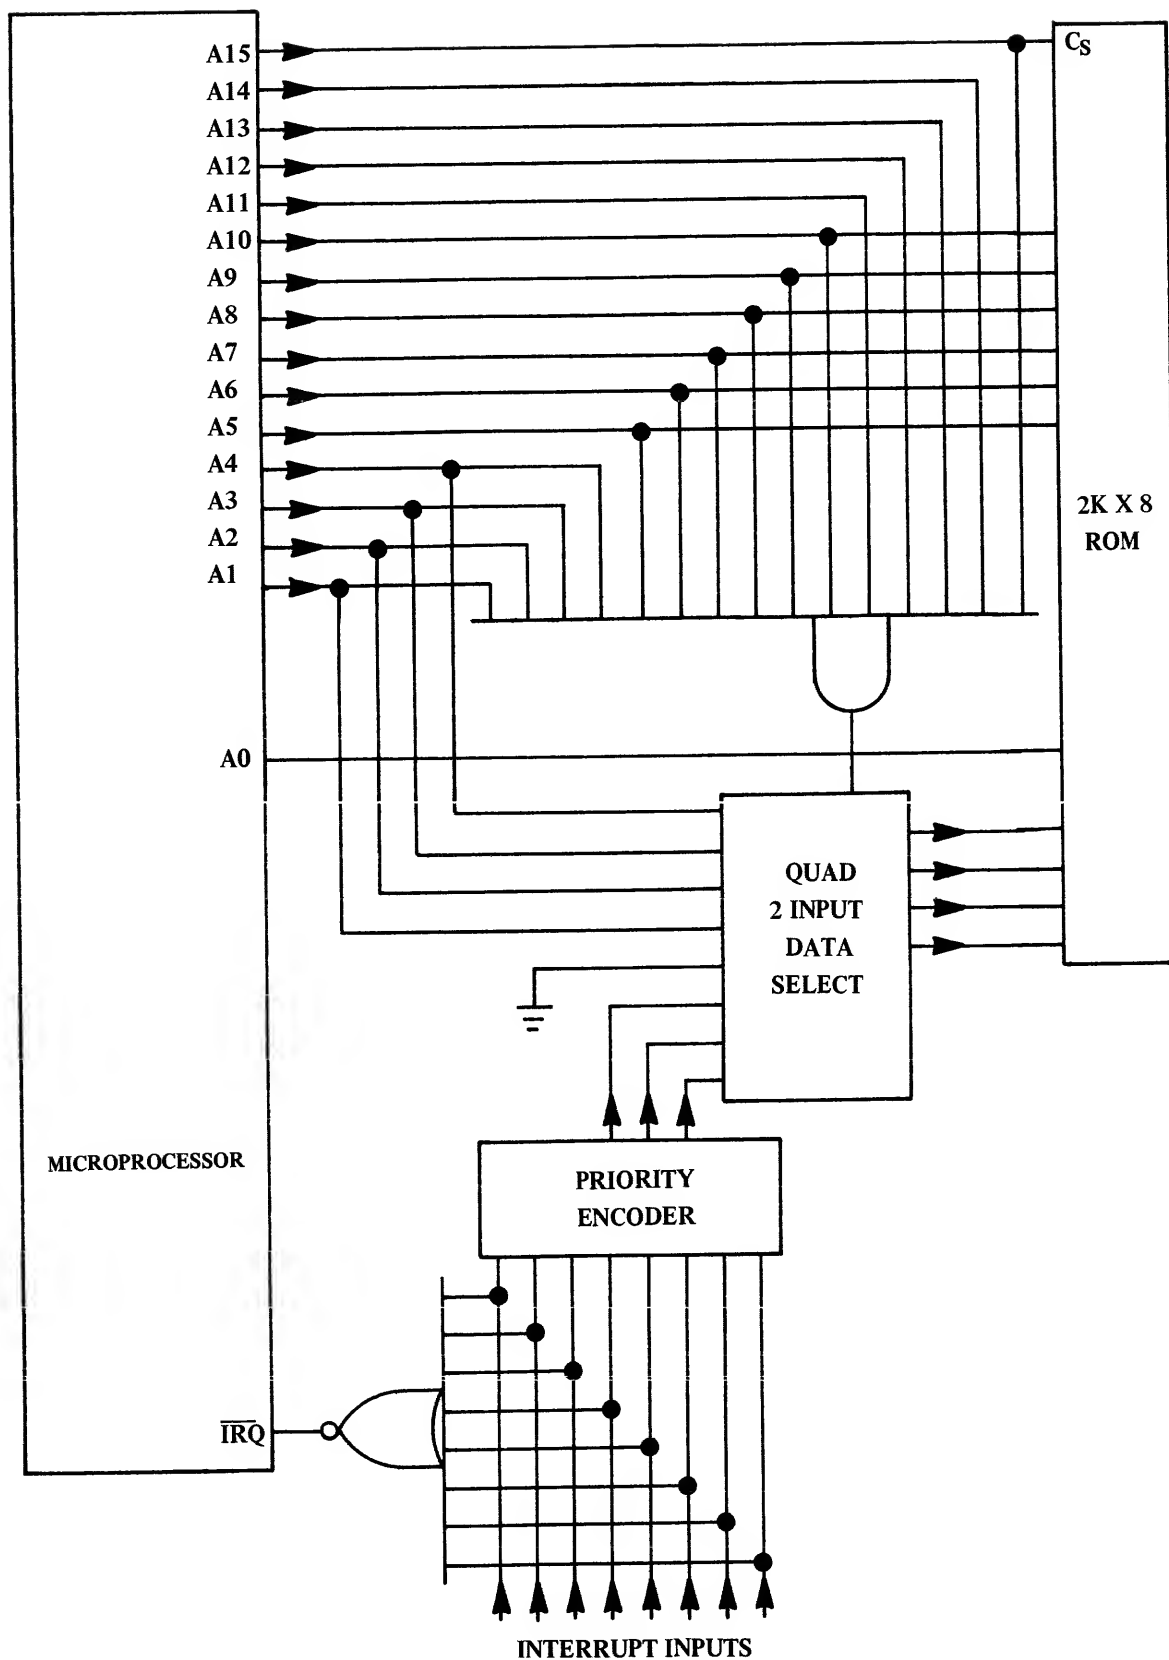 A15
A14
A13
A12
A11
A10
A9
A8
A7
A6
A5
A4
A3
A2
A1
A0
CS
2K X 8
ROM
QUAD
2 INPUT
DATA
SELECT
MICROPROCESSOR
PRIORITY
ENCODER
IRQ
INTERRUPT INPUTS